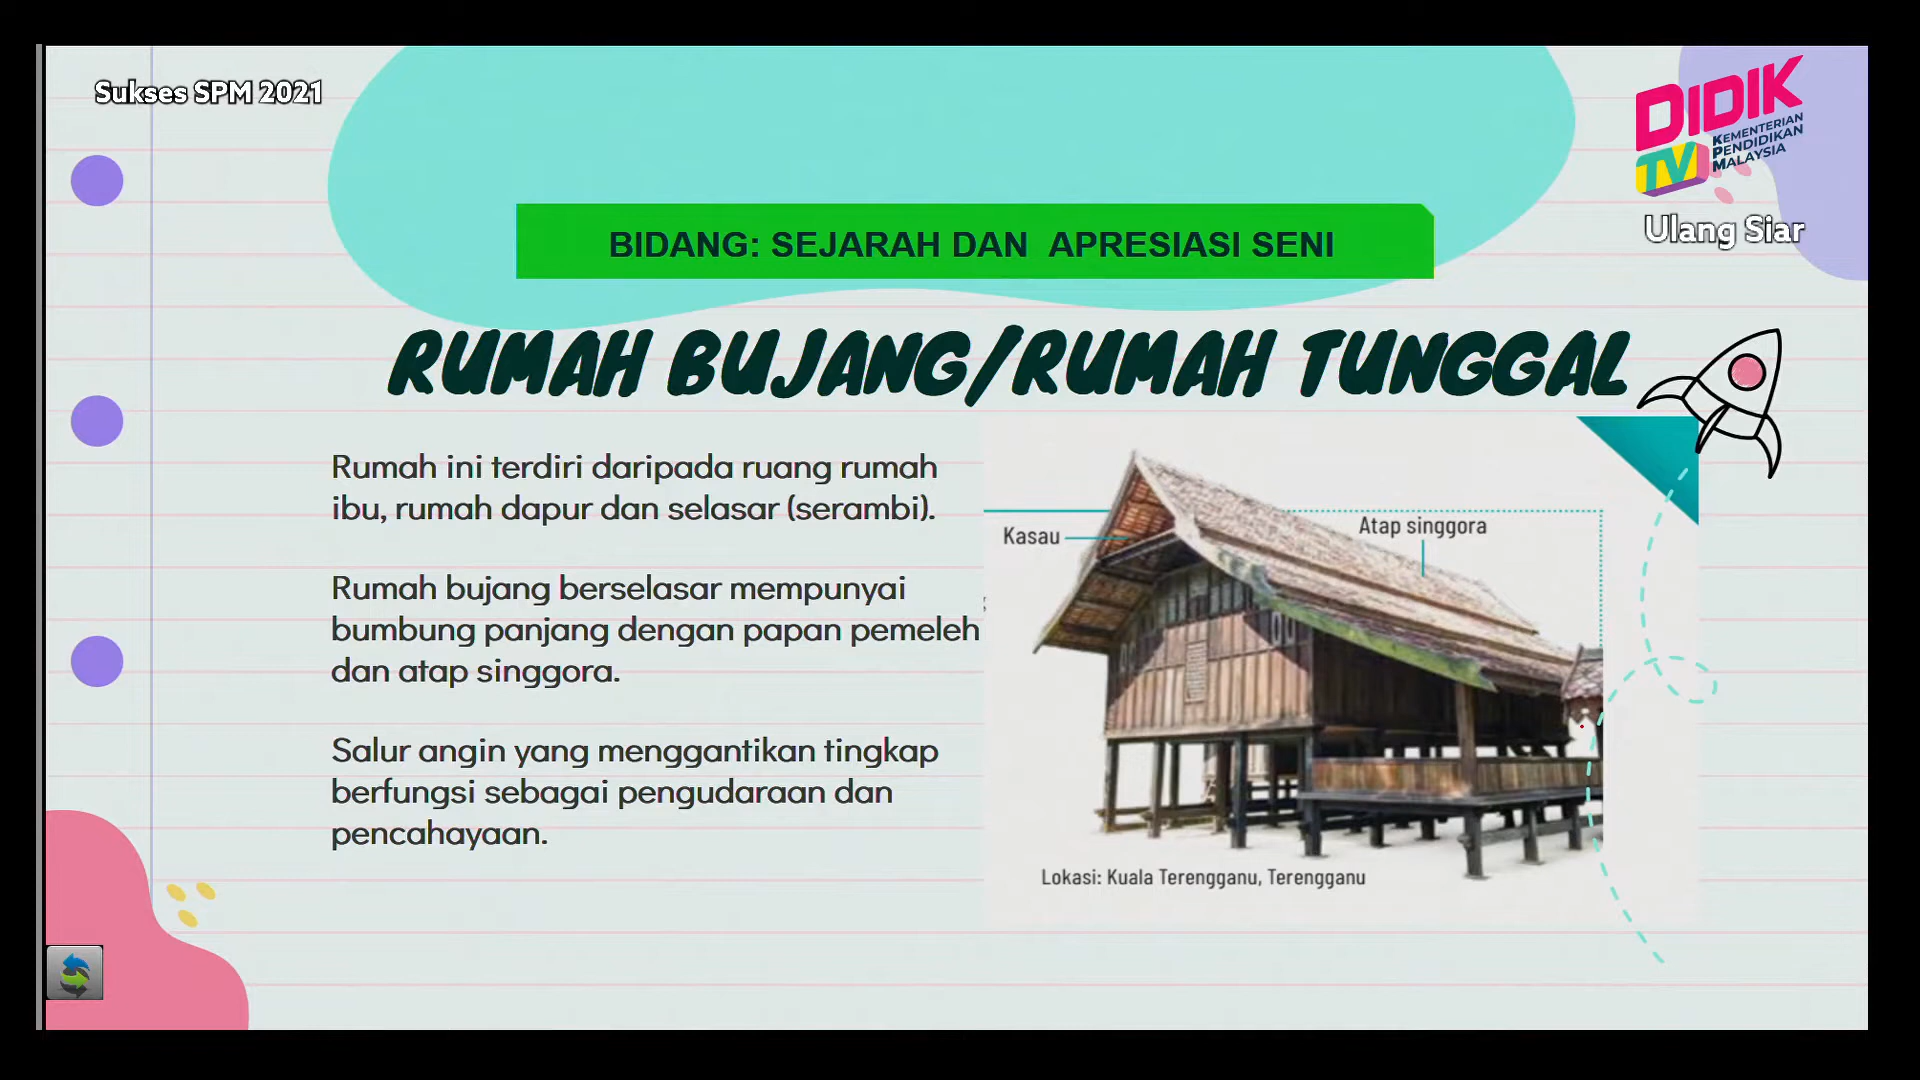 Sukses SPM 2021
DIDIK
TV
KEMENTERIAN
PENDIDIKAN
MALAYSIA
Ulang Siar
BIDANG: SEJARAH DAN APRESIASI SENI
RUMAH BUJANG/RUMAH TUNGGAL
Rumah ini terdiri daripada ruang rumah
ibu, rumah dapur dan selasar (serambi).
Rumah bujang berselasar mempunyai
bumbung panjang dengan papan pemeleh
dan atap singgora.
Salur angin yang menggantikan tingkap
berfungsi sebagai pengudaraan dan
pencahayaan.
Kasau
Atap singgora
Lokasi: Kuala Terengganu, Terengganu